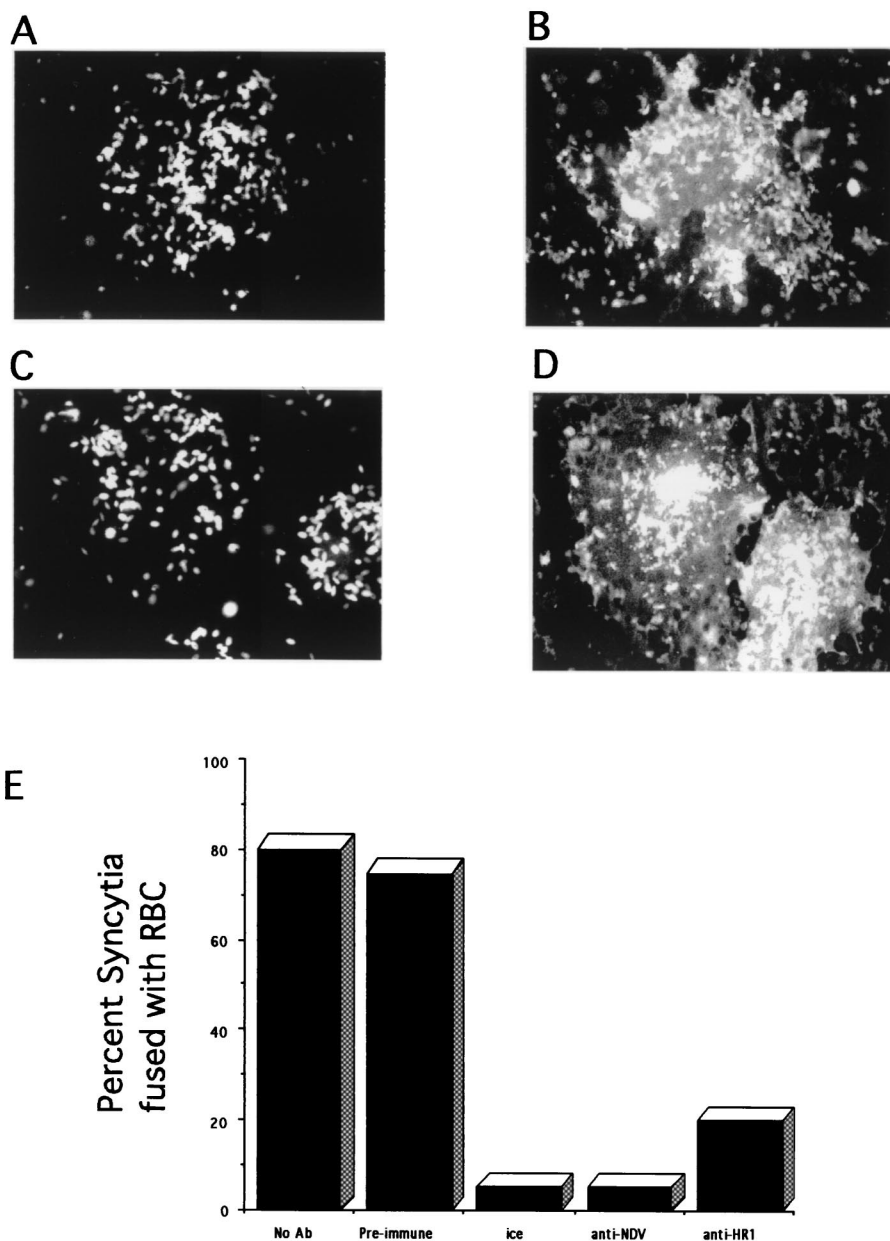 A
B
C
D
E
Percent Syncytia
fused with RBC
100
80
60
40
20
0
No Ab
Pre-immune
ice
anti-NDV
anti-HR1